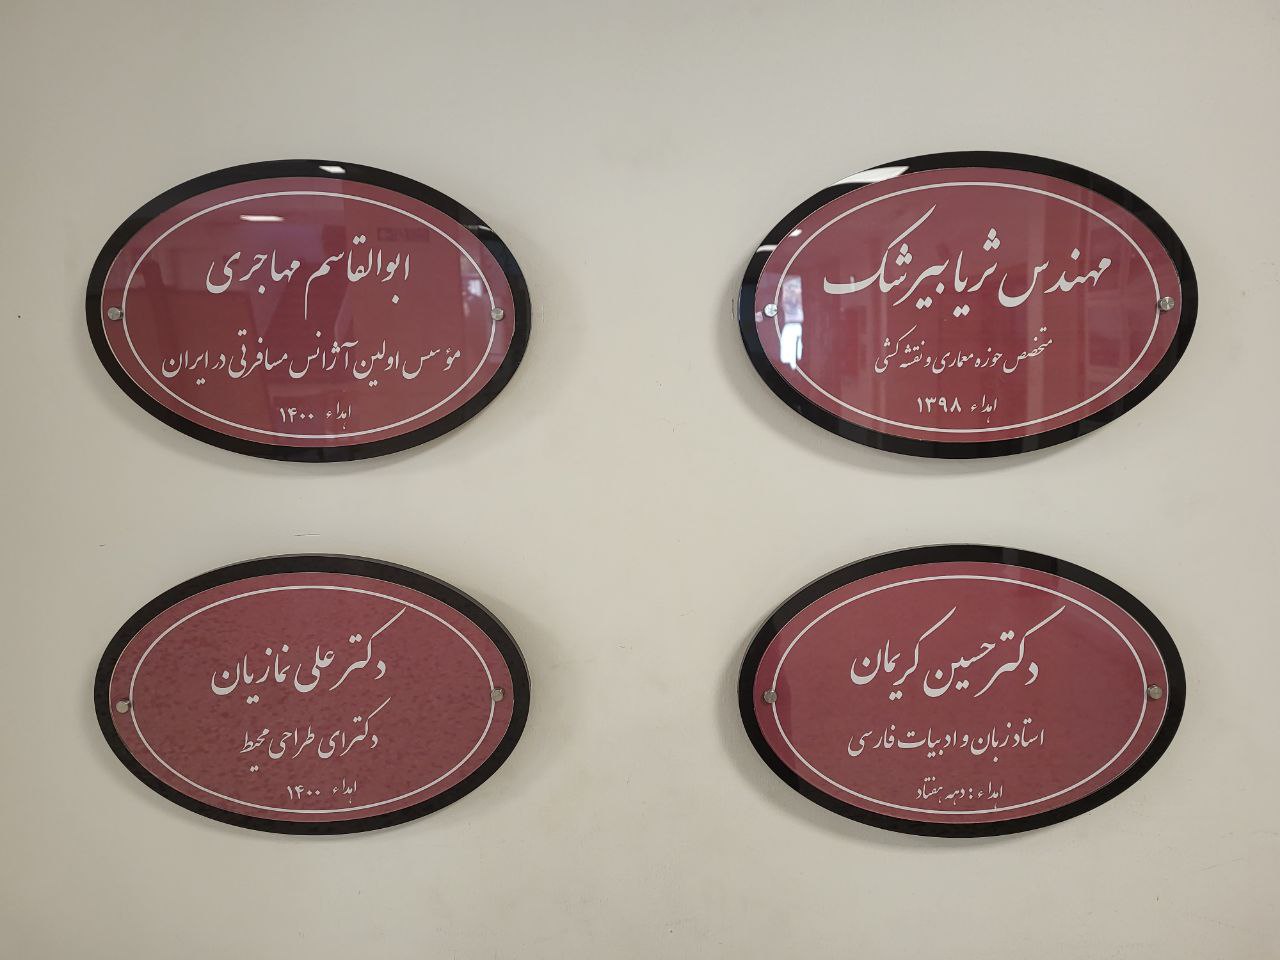 مهندس ثریا بیرشک
متخصص حوزه معماری و نقشه کشی
اهداء ۱۳۹۸
ابوالقاسم مهاجری
مؤسس اولین آژانس مسافرتی در ایران
اهداء ۱۴۰۰
دکتر حسین کریمان
استاد زبان و ادبیات فارسی
اهداء : دهه هفتاد
دکتر علی نمازیان
دکترای طراحی محیط
اهداء ۱۴۰۰